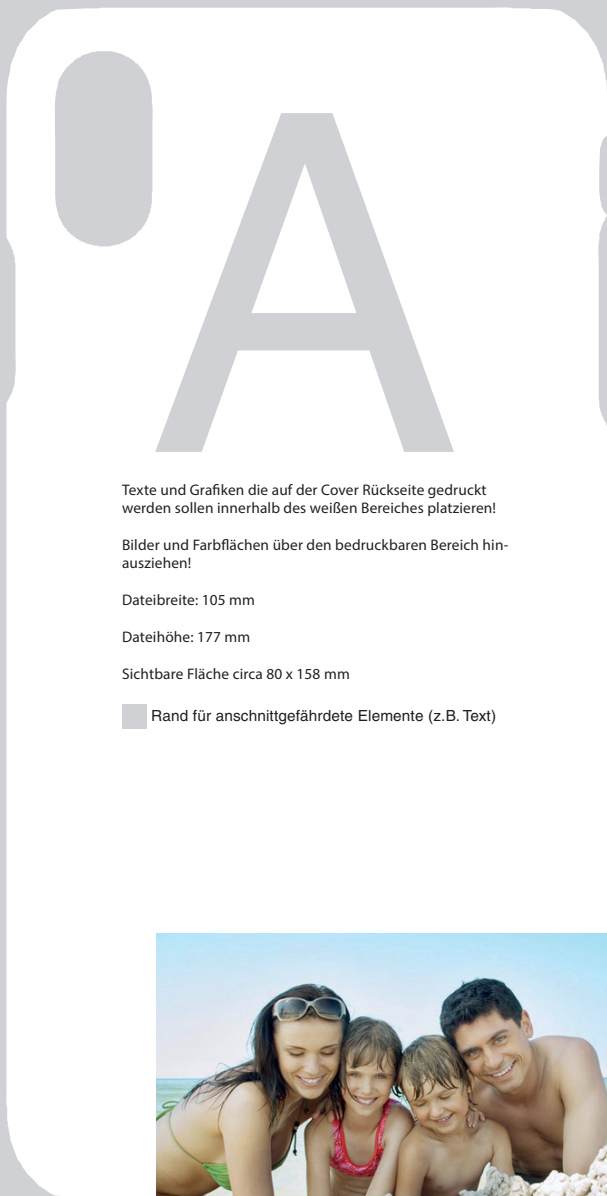 A
Texte und Grafiken die auf der Cover Rückseite gedruckt
werden sollen innerhalb des weißen Bereiches platzieren!
Bilder und Farbflächen über den bedruckbaren Bereich hin-
ausziehen!
Dateibreite: 105 mm
Dateihöhe: 177 mm
Sichtbare Fläche circa 80 x 158 mm
Rand für anschnittgefährdete Elemente (z.B. Text)